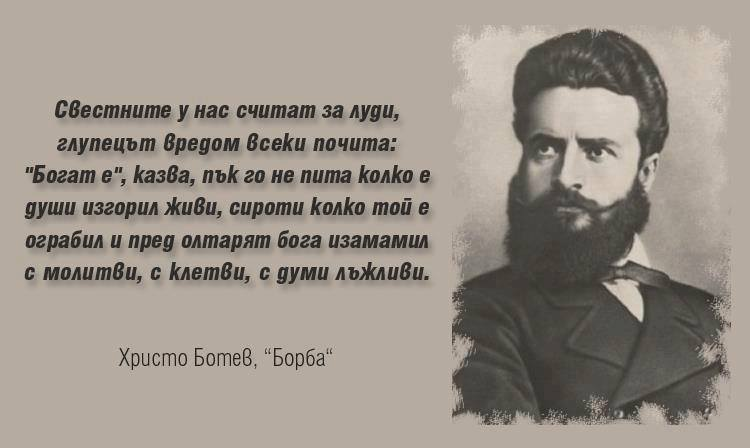 Свестните у нас считат за луди,
глупецът вредом всеки почита:
"Богат е", казва, пък го не пита колко е
души изгорил живи, сироти колко той е
ограбил и пред олтарят бога изамамил
с молитви, с клетви, с думи лъжливи.
Христо Ботев, “Борба“